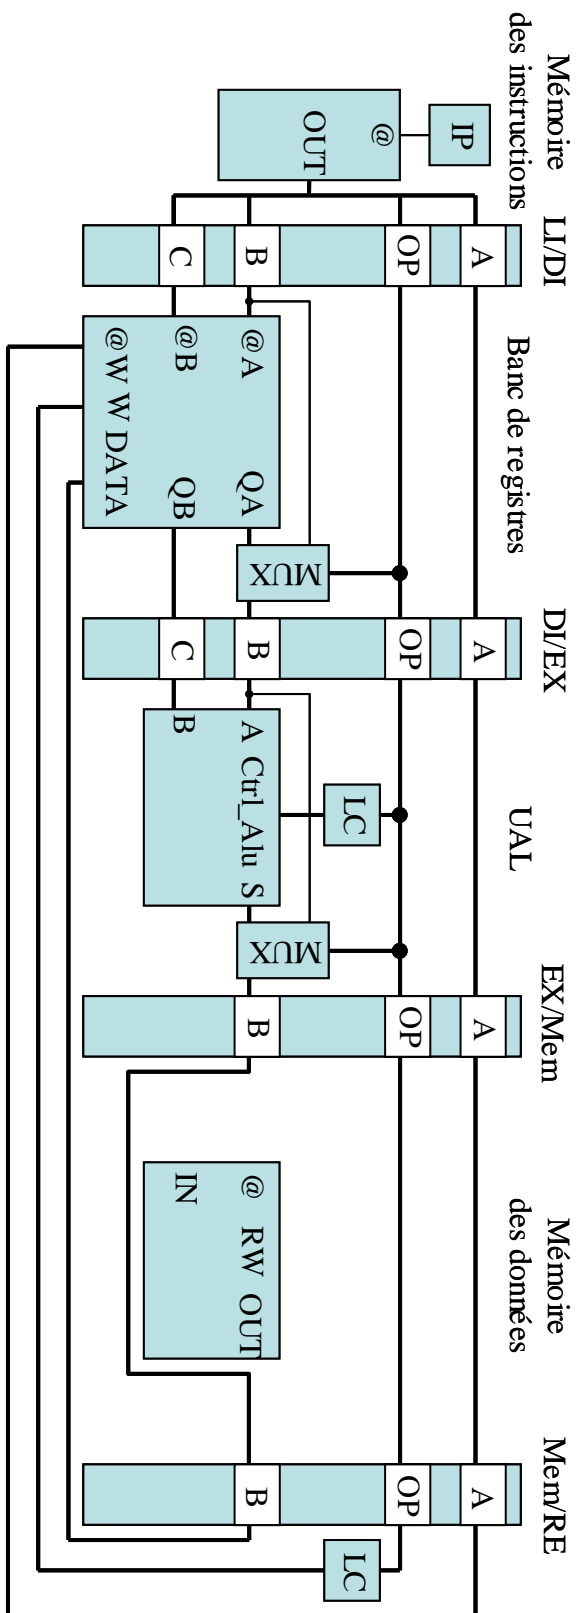 Mémoire
des instructions
LI/DI
Banc de registres
DI/EX
UAL
EX/Mem
Mémoire
des données
Mem/RE
IP
@
OUT
A
OP
B
C
@A
@B
@W W DATA
QA
QB
MUX
A
OP
B
C
LC
A Ctrl_Alu S
B
MUX
A
OP
B
@ RW OUT
IN
A
OP
B
LC